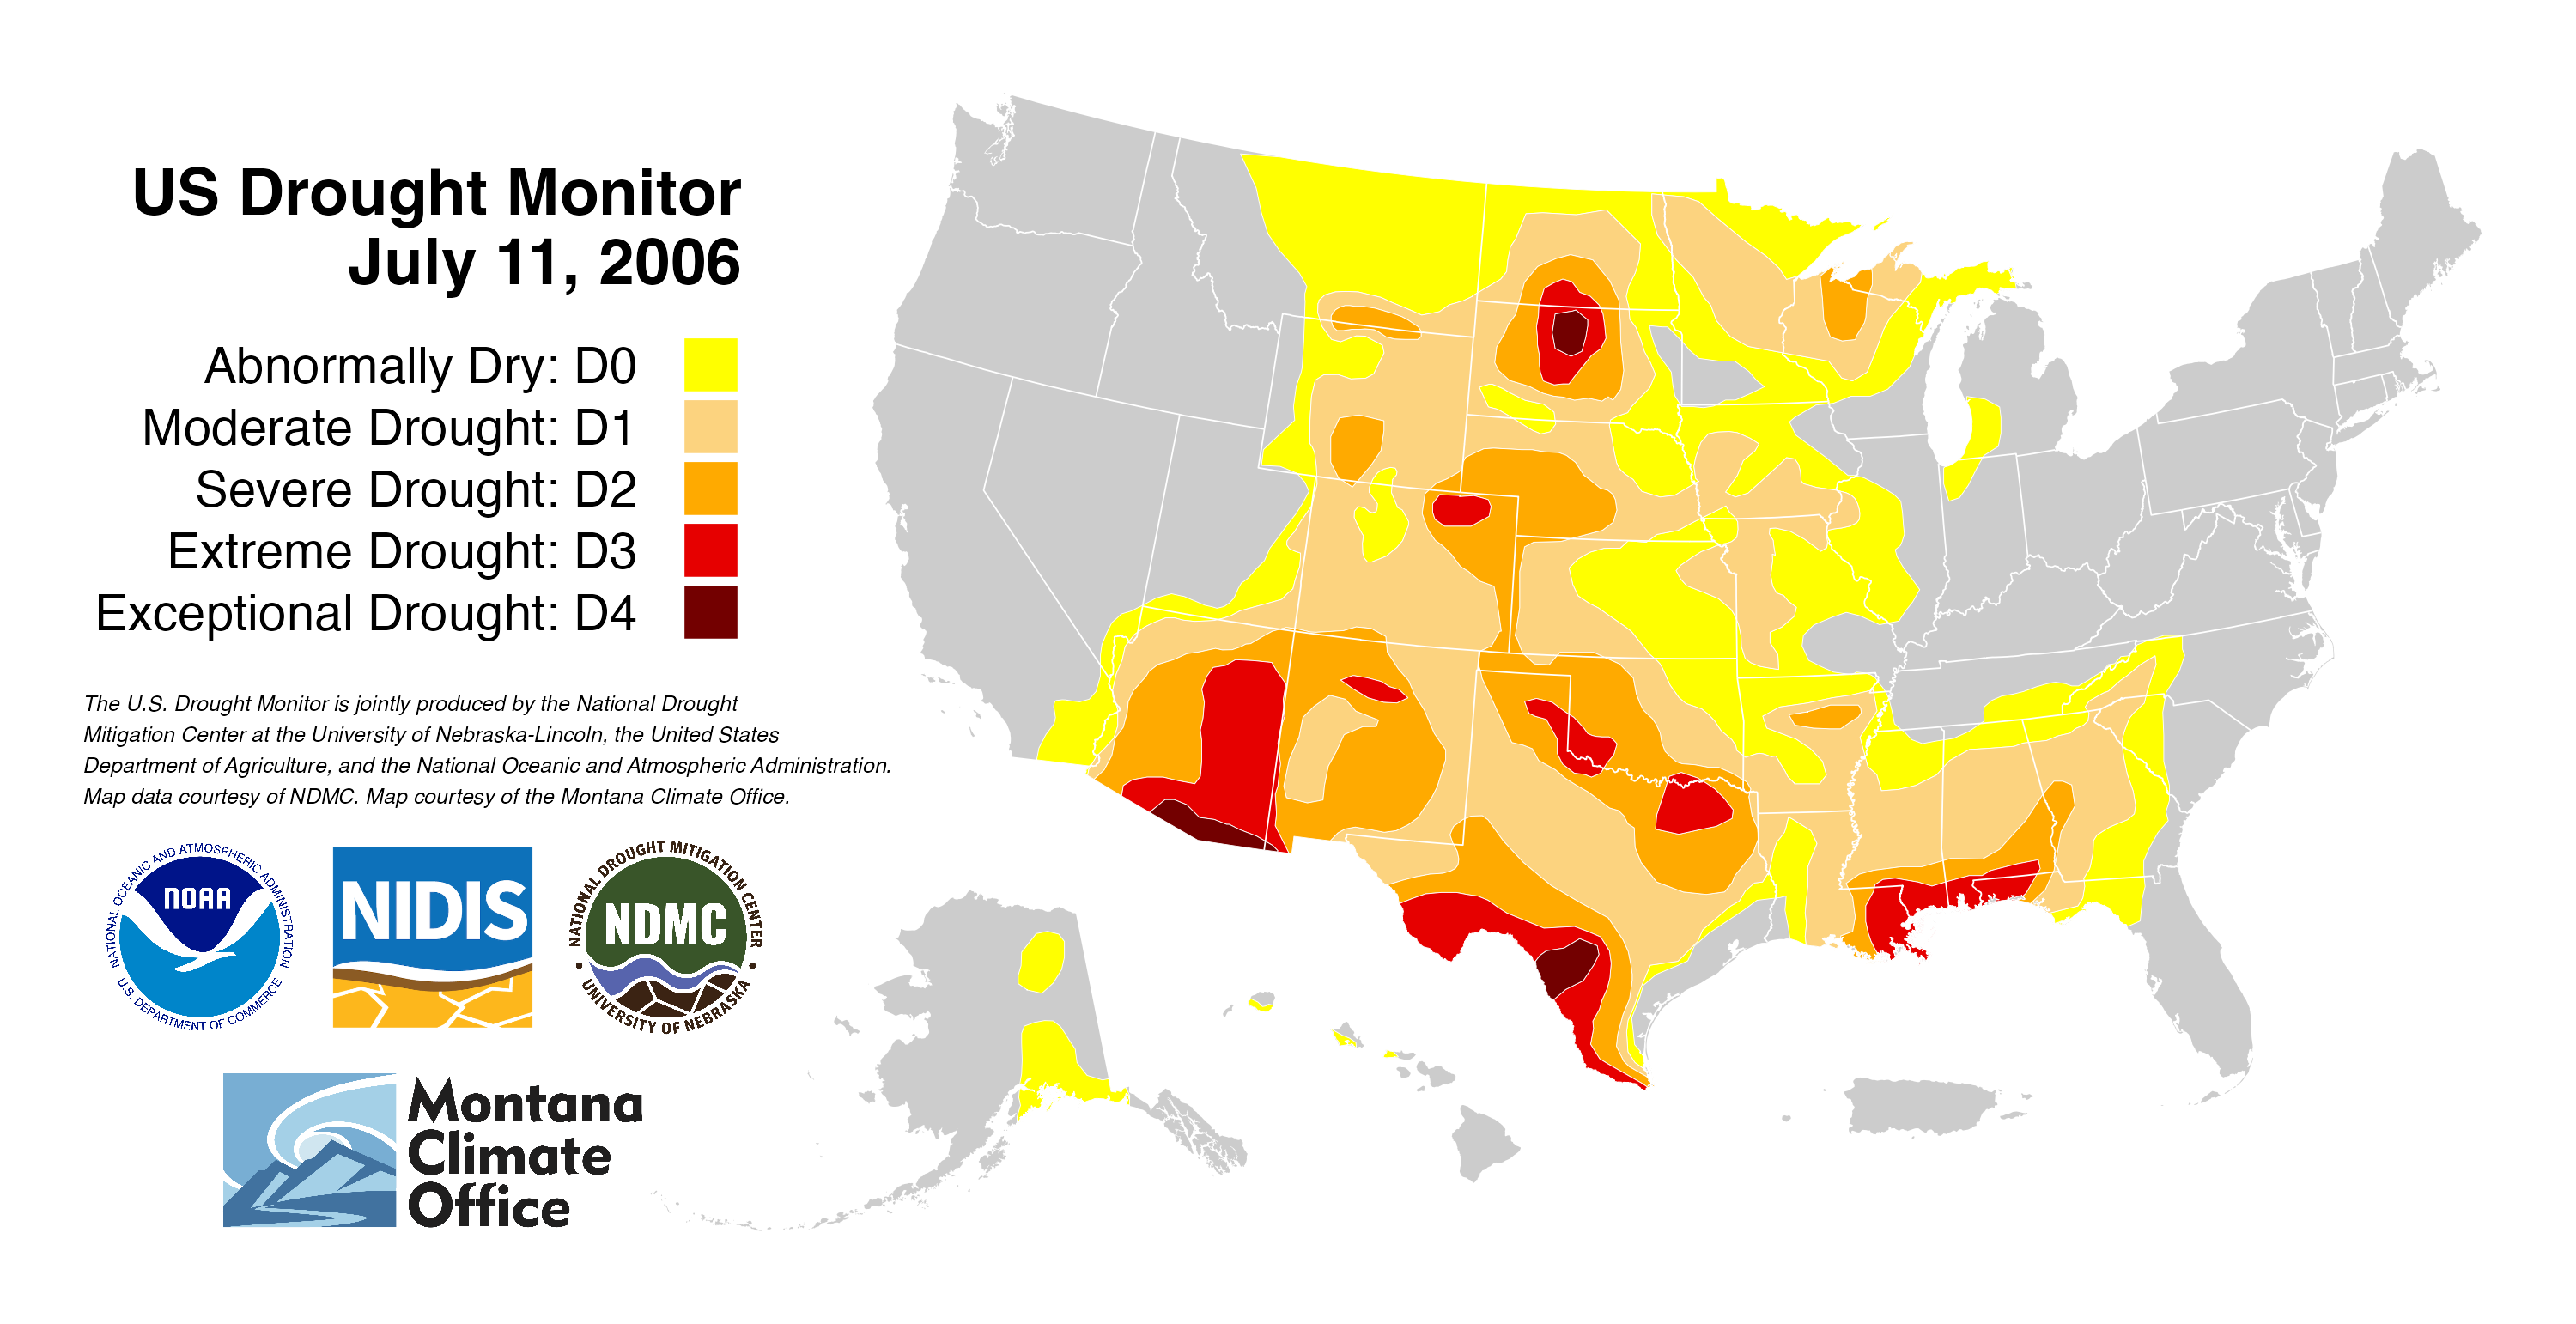 US Drought Monitor
July 11, 2006
Abnormally Dry: D0
Moderate Drought: D1
Severe Drought: D2
Extreme Drought: D3
Exceptional Drought: D4
The U.S. Drought Monitor is jointly produced by the National Drought
Mitigation Center at the University of Nebraska-Lincoln, the United States
Department of Agriculture, and the National Oceanic and Atmospheric Administration.
Map data courtesy of NDMC. Map courtesy of the Montana Climate Office.
NATIONAL OCEANIC AND ATMOSPHERIC ADMINISTRATION
NOAA
U.S. DEPARTMENT OF COMMERCE
NIDIS
NATIONAL DROUGHT MITIGATION CENTER
NDMC
UNIVERSITY OF NEBRASKA
Montana
Climate
Office